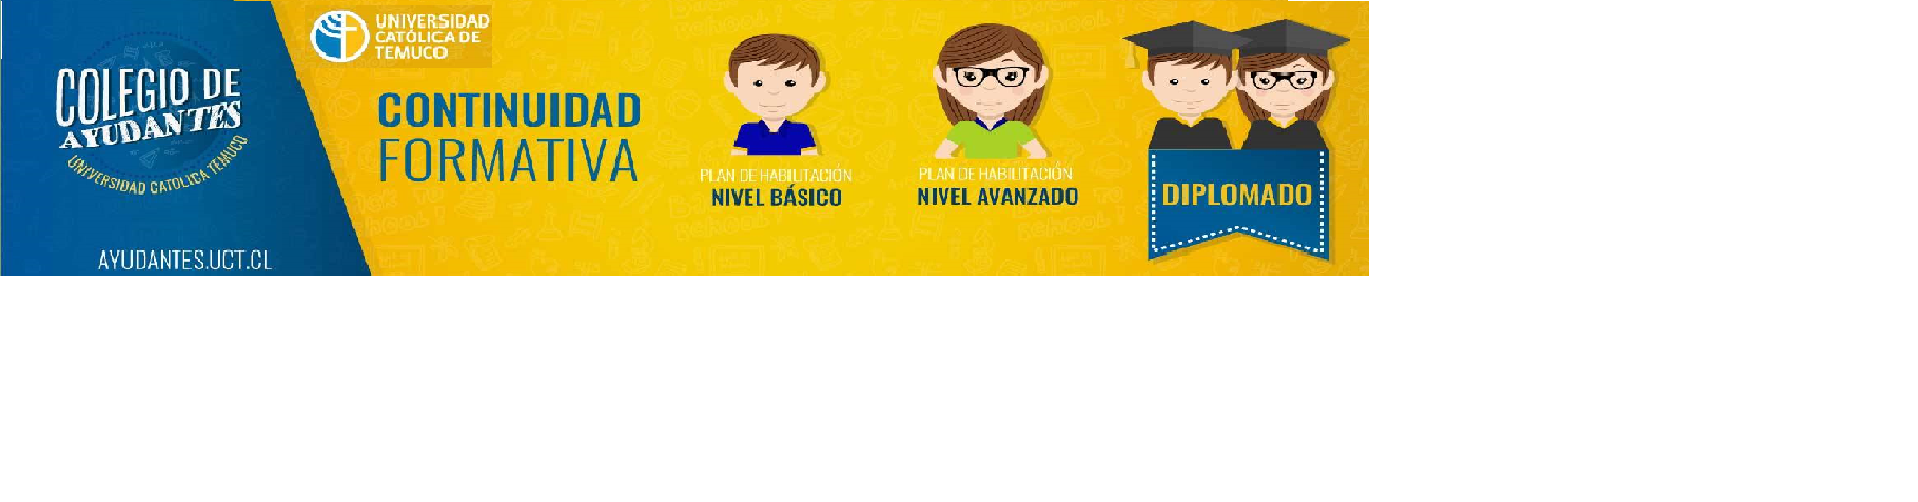 COLEGIO DE
AYUDANTES
UNIVERSIDAD CATOLICA TEMUCO
AYUDANTES.UCT.CL
UNIVERSIDAD
CATÓLICA DE
TEMUCO
CONTINUIDAD
FORMATIVA
PLAN DE HABILITACIÓN
NIVEL BÁSICO
PLAN DE HABILITACIÓN
NIVEL AVANZADO
DIPLOMADO